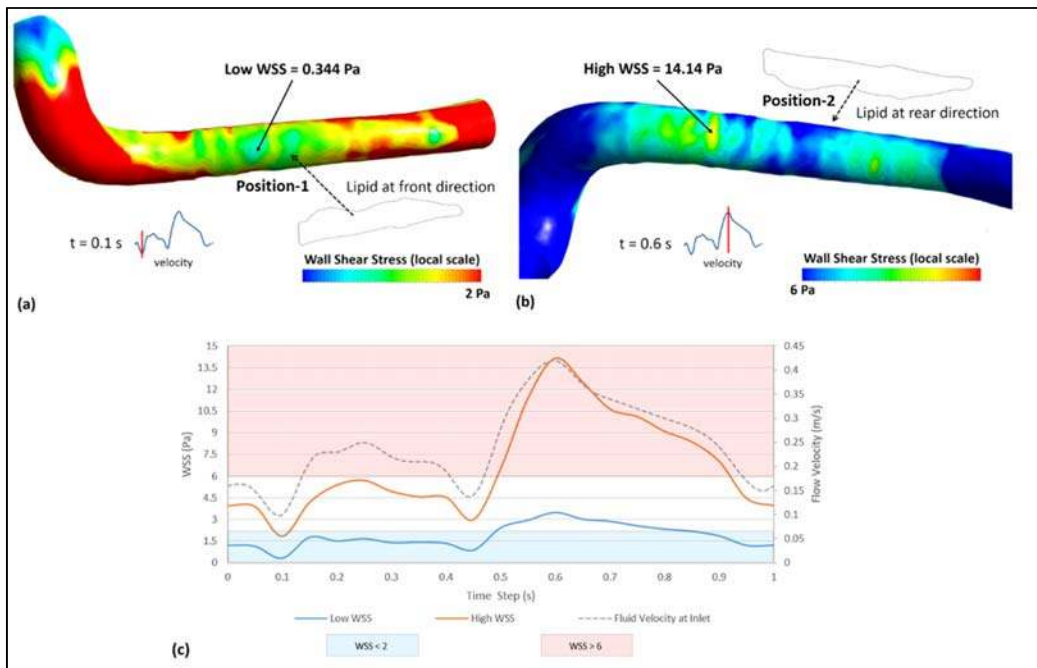 Low WSS = 0.344 Pa
Position-1
Lipid at front direction
t = 0.1 s
velocity
Wall Shear Stress (local scale)
2 Pa
(a)
High WSS = 14.14 Pa
Position-2
Lipid at rear direction
t = 0.6 s
velocity
Wall Shear Stress (local scale)
6 Pa
(b)
15
13.5
12
10.5
9
7.5
6
4.5
3
1.5
0
WSS (Pa)
0.45
0.4
0.35
0.3
0.25
0.2
0.15
0.1
0.05
0
Flow Velocity (m/s)
0 0.1 0.2 0.3 0.4 0.5 0.6 0.7 0.8 0.9 1
Time Step (s)
Low WSS High WSS Fluid Velocity at Inlet
WSS < 2 WSS > 6
(c)